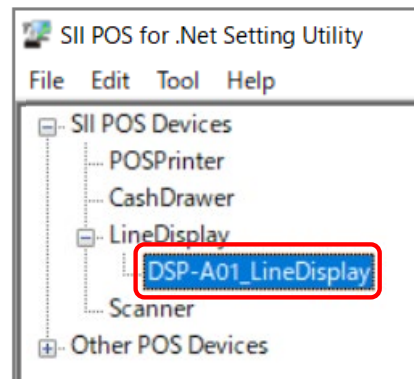 SII POS for .Net Setting Utility
File Edit Tool Help
SII POS Devices
POSPrinter
CashDrawer
LineDisplay
DSP-A01_LineDisplay
Scanner
Other POS Devices